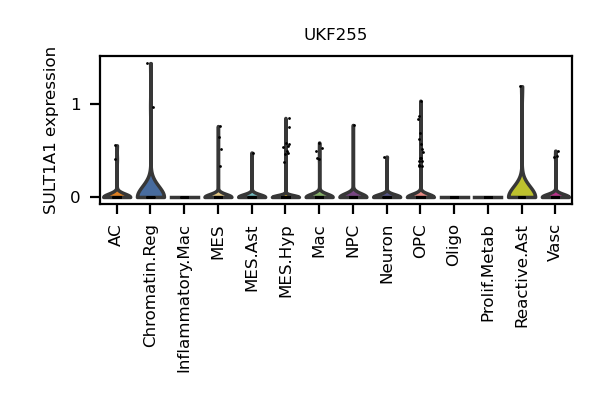 UKF255
SULT1A1 expression
1
0
AC
Chromatin.Reg
Inflammatory.Mac
MES
MES.Ast
MES.Hyp
Mac
NPC
Neuron
OPC
Oligo
Prolif.Metab
Reactive.Ast
Vasc